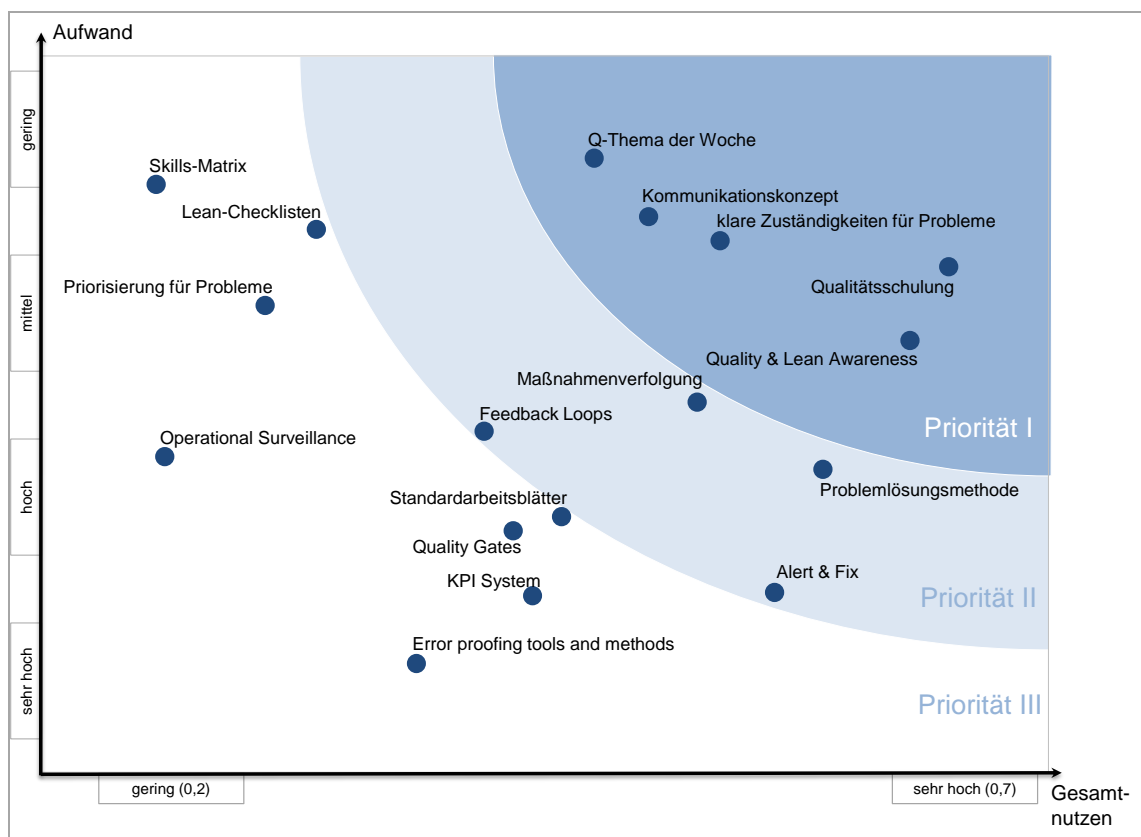 Aufwand
gering
mittel
hoch
sehr hoch
Q-Thema der Woche
Skills-Matrix
Kommunikationskonzept
Lean-Checklisten
klare Zuständigkeiten für Probleme
Priorisierung für Probleme
Qualitätsschulung
Quality & Lean Awareness
Maßnahmenverfolgung
Feedback Loops
Priorität I
Operational Surveillance
Problemlösungsmethode
Standardarbeitsblätter
Quality Gates
Alert & Fix
KPI System
Priorität II
Error proofing tools and methods
Priorität III
gering (0,2)
sehr hoch (0,7)
Gesamt-
nutzen